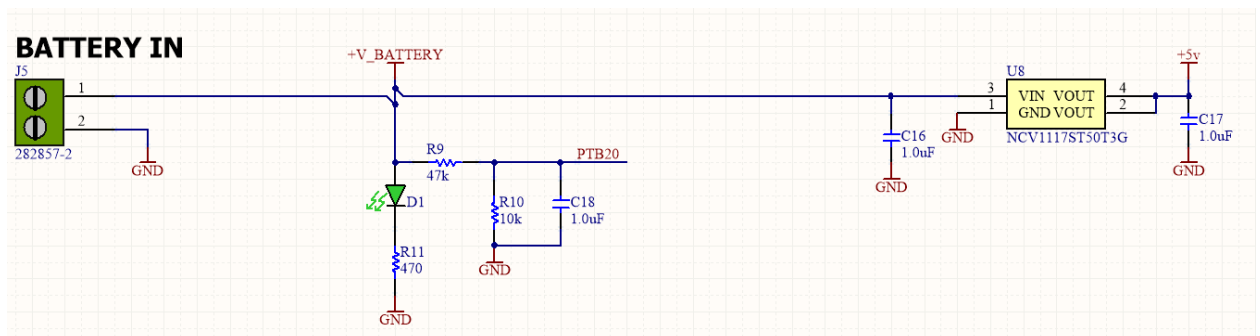 BATTERY IN
J5
1
2
282857-2
GND
+V_BATTERY
R9
47k
PTB20
D1
R10
10k
C18
1.0uF
GND
R11
470
GND
C16
1.0uF
GND
U8
3
1
GND
VIN VOUT
GND VOUT
4
2
NCV1117ST50T3G
+5v
C17
1.0uF
GND